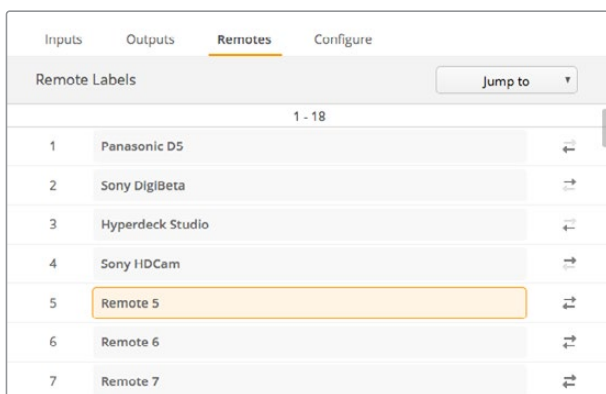 Inputs Outputs Remotes Configure
Remote Labels Jump to
1 - 18
1 Panasonic D5
2 Sony DigiBeta
3 Hyperdeck Studio
4 Sony HDCam
5 Remote 5
6 Remote 6
7 Remote 7